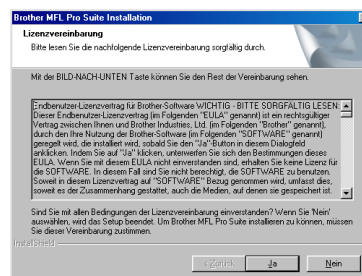 Brother MFL Pro Suite Installation
Lizenzvereinbarung
Bitte lesen Sie die nachfolgende Lizenzvereinbarung sorgfältig durch.
Mit der BILD-NACH-UNTEN Taste können Sie den Rest der Vereinbarung sehen.
Endbenutzer-Lizenzvertrag für Brother-Software WICHTIG - BITTE SORGFÄLTIG LESEN:
Dieser Endbenutzer-Lizenzvertrag (im Folgenden "EULA" genannt) ist ein rechtsgültiger
Vertrag zwischen Ihnen und Brother Industries, Ltd. (im Folgenden "Brother" genannt),
durch den Ihre Nutzung der Brother-Software (im Folgenden "SOFTWARE" genannt)
geregelt wird, die installiert wird, sobald Sie den "Ja"-Button in diesem Dialogfeld
anklicken. Indem Sie auf "Ja" klicken, unterwerfen Sie sich den Bestimmungen dieses
EULA. Wenn Sie mit diesem EULA nicht einverstanden sind, erhalten Sie keine Lizenz für
die SOFTWARE. In diesem Fall sind Sie nicht berechtigt, die SOFTWARE zu benutzen.
Soweit in diesem Lizenzvertrag auf "SOFTWARE" Bezug genommen wird, umfasst dies,
soweit es der Zusammenhang gestattet, auch die Medien, auf denen sie gespeichert ist.
Sind Sie mit allen Bedingungen der Lizenzvereinbarung einverstanden? Wenn Sie 'Nein'
auswählen, wird das Setup beendet. Um Brother MFL Pro Suite installieren zu können, müssen
Sie dieser Vereinbarung zustimmen.
InstallShield
< Zurück Ja Nein